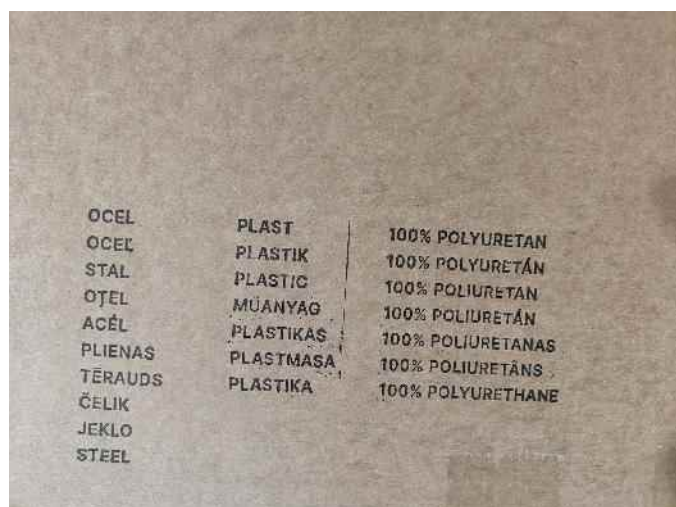 OCEL
OCEĽ
STAL
OȚEL
ACÉL
PLIENAS
TĒRAUDS
ČELIK
JEKLO
STEEL
PLAST
PLASTIK
PLASTIC
MŰANYAG
PLASTIKAS
PLASTMASA
PLASTIKA
100% POLYURETAN
100% POLYURETÁN
100% POLIURETAN
100% POLIURETÁN
100% POLIURETANAS
100% POLIURETĀNS
100% POLYURETHANE